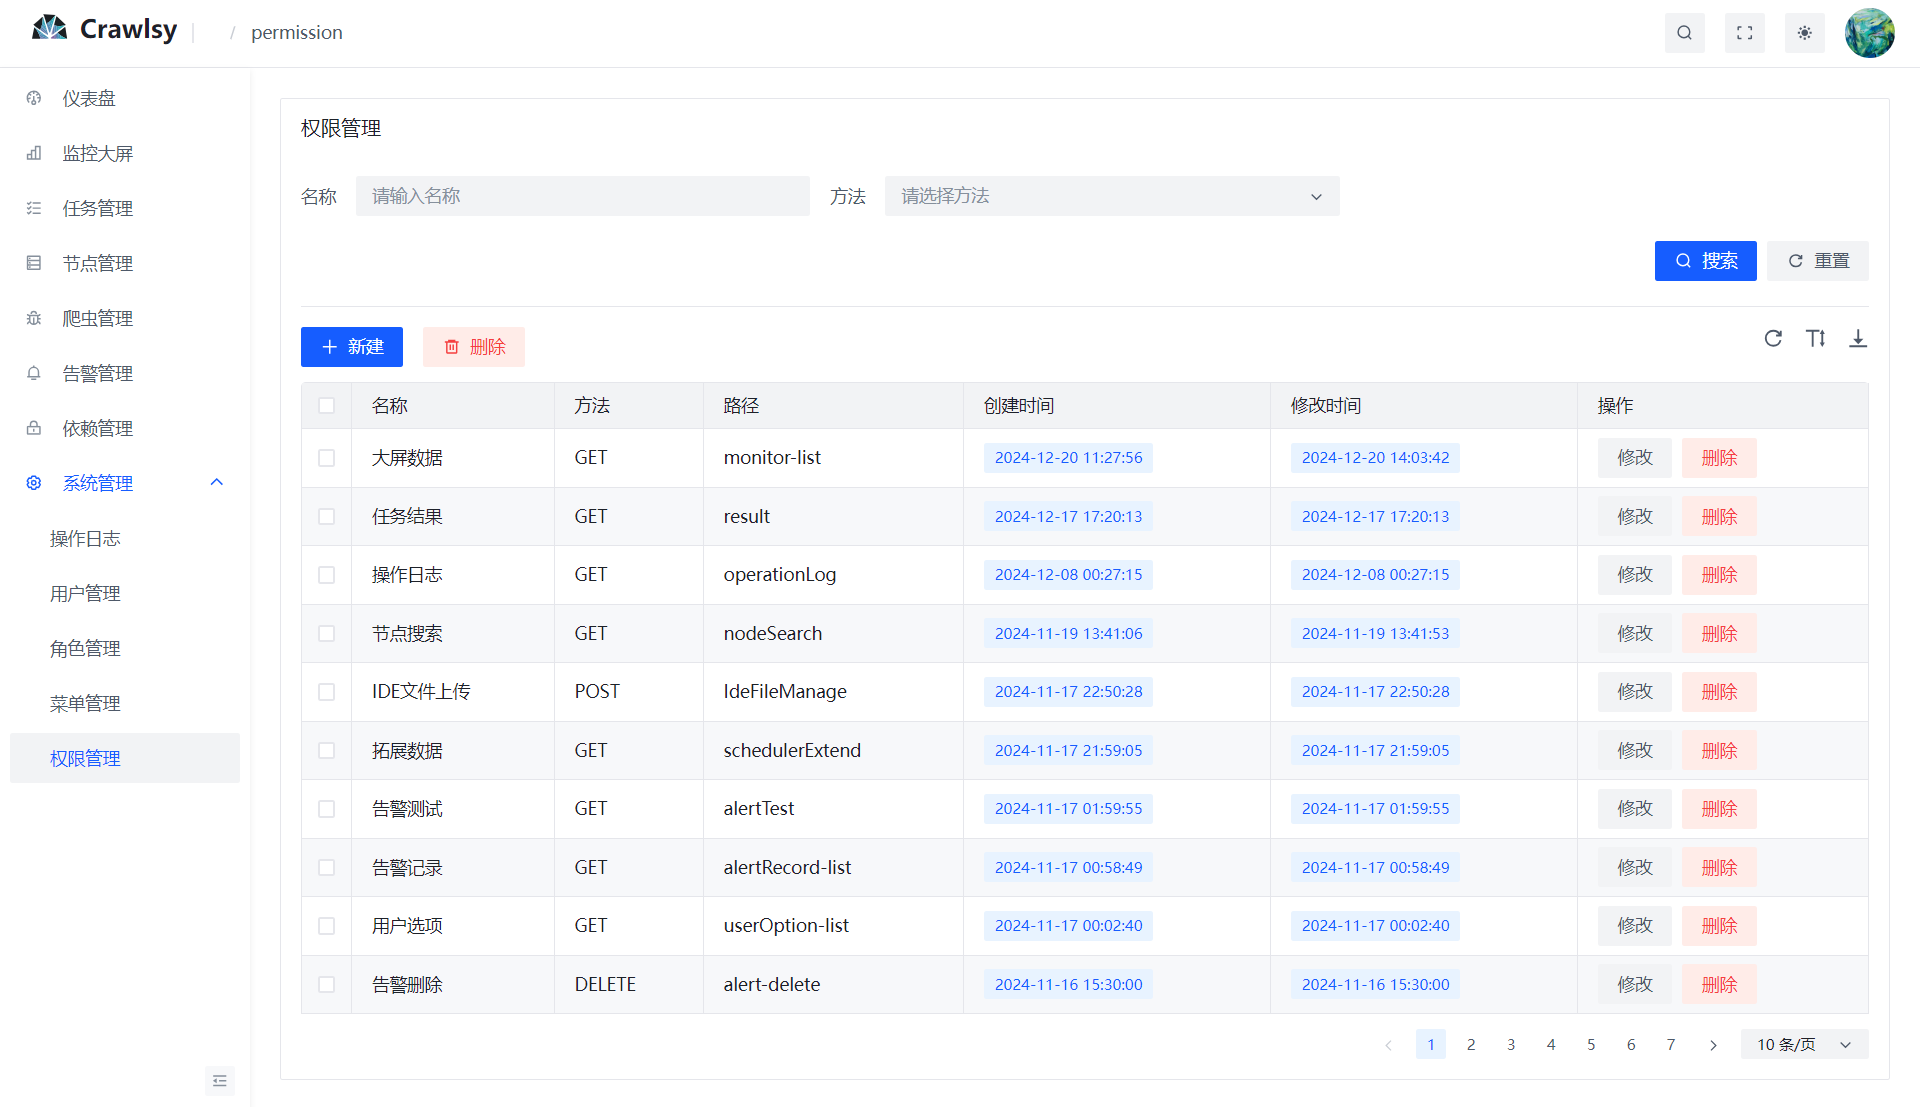 Crawlsy
/ permission
仪表盘
监控大屏
任务管理
节点管理
爬虫管理
告警管理
依赖管理
系统管理
操作日志
用户管理
角色管理
菜单管理
权限管理
权限管理
名称 请输入名称 方法 请选择方法
搜索 重置
新建 删除
名称 方法 路径 创建时间 修改时间 操作
大屏数据 GET monitor-list 2024-12-20 11:27:56 2024-12-20 14:03:42 修改 删除
任务结果 GET result 2024-12-17 17:20:13 2024-12-17 17:20:13 修改 删除
操作日志 GET operationLog 2024-12-08 00:27:15 2024-12-08 00:27:15 修改 删除
节点搜索 GET nodeSearch 2024-11-19 13:41:06 2024-11-19 13:41:53 修改 删除
IDE文件上传 POST IdeFileManage 2024-11-17 22:50:28 2024-11-17 22:50:28 修改 删除
拓展数据 GET schedulerExtend 2024-11-17 21:59:05 2024-11-17 21:59:05 修改 删除
告警测试 GET alertTest 2024-11-17 01:59:55 2024-11-17 01:59:55 修改 删除
告警记录 GET alertRecord-list 2024-11-17 00:58:49 2024-11-17 00:58:49 修改 删除
用户选项 GET userOption-list 2024-11-17 00:02:40 2024-11-17 00:02:40 修改 删除
告警删除 DELETE alert-delete 2024-11-16 15:30:00 2024-11-16 15:30:00 修改 删除
1 2 3 4 5 6 7 10 条/页